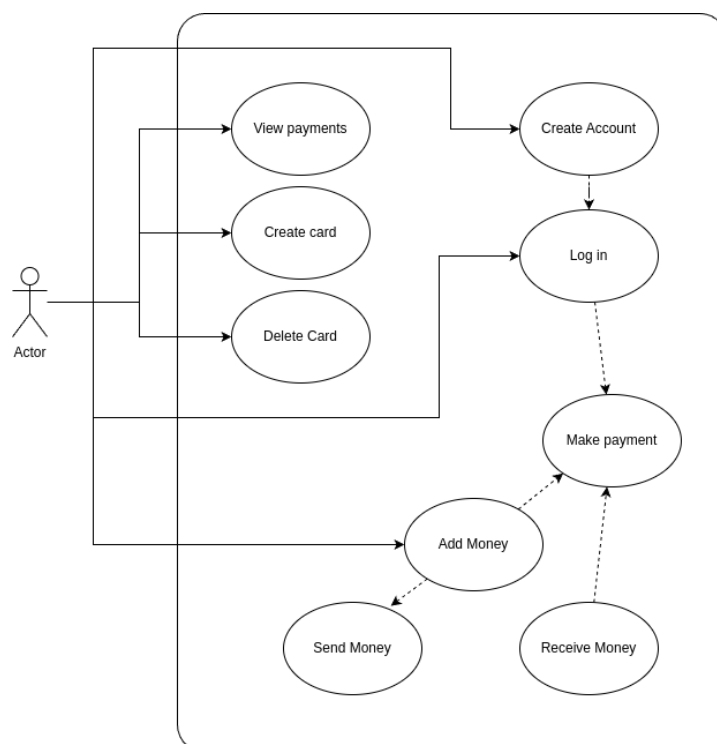 View payments
Create Account
Create card
Log in
Delete Card
Actor
Make payment
Add Money
Send Money
Receive Money